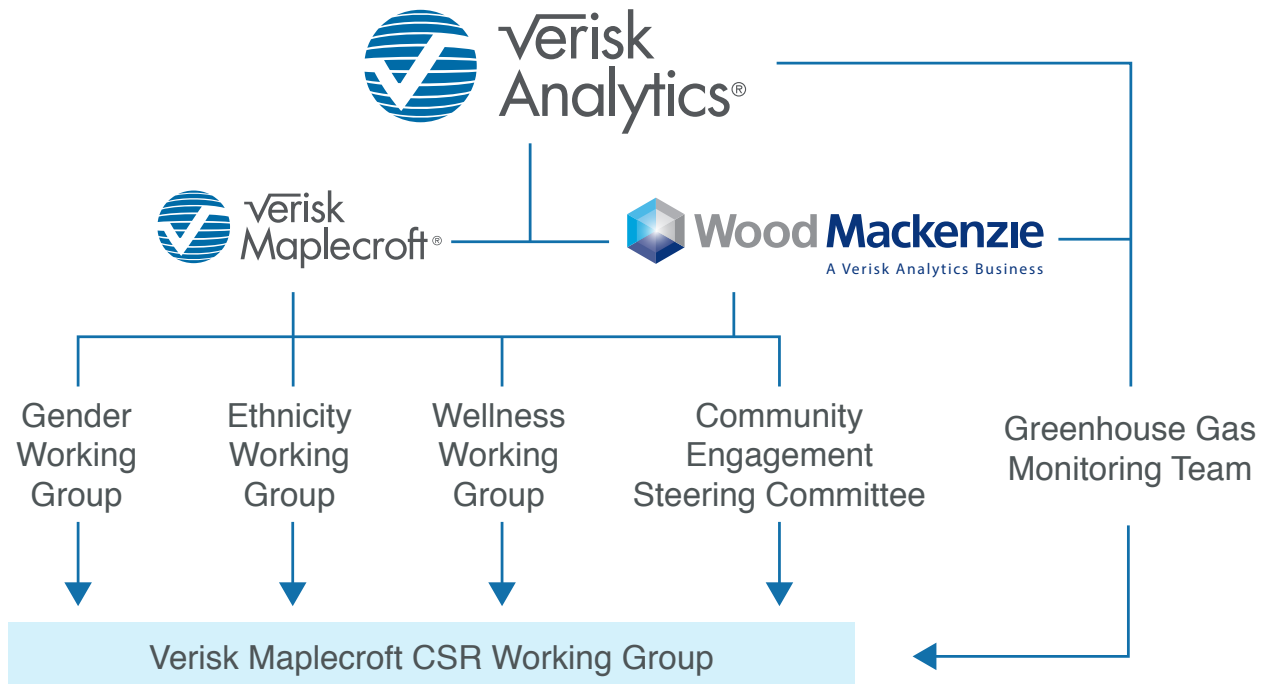 Verisk
Analytics®
Verisk
Maplecroft®
Wood Mackenzie
A Verisk Analytics Business
Gender
Working
Group
Ethnicity
Working
Group
Wellness
Working
Group
Community
Engagement
Steering Committee
Greenhouse Gas
Monitoring Team
Verisk Maplecroft CSR Working Group